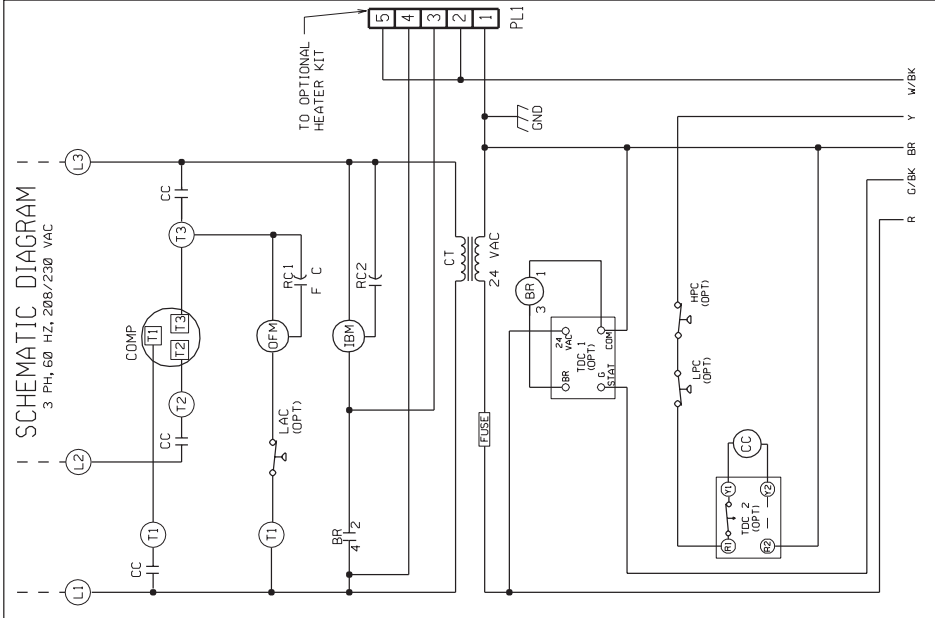 SCHEMATIC DIAGRAM
3 PH, 60 HZ, 208/230 VAC
L1
L2
L3
CC
T1
COMP
T1
T2
T3
CC
T2
T3
CC
T1
LAC
(OPT)
OFM
RC1
F C
BR
4 2
IBM
RC2
TO OPTIONAL
HEATER KIT
5
4
3
2
1
PL1
GND
CT
24 VAC
FUSE
BR
3 1
BR
24
VAC
TDC 1
(OPT)
G
STAT
COM
HPC
(OPT)
LPC
(OPT)
CC
Y1
Y2
TDC 2
(OPT)
R1
R2
R
G/BK
BR
Y
W/BK